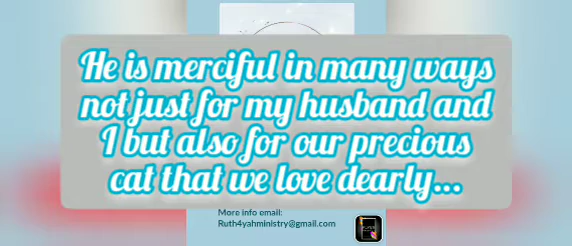 He is merciful in many ways
not just for my husband and
I but also for our precious
cat that we love dearly...
More info email:
Ruth4yahministry@gmail.com